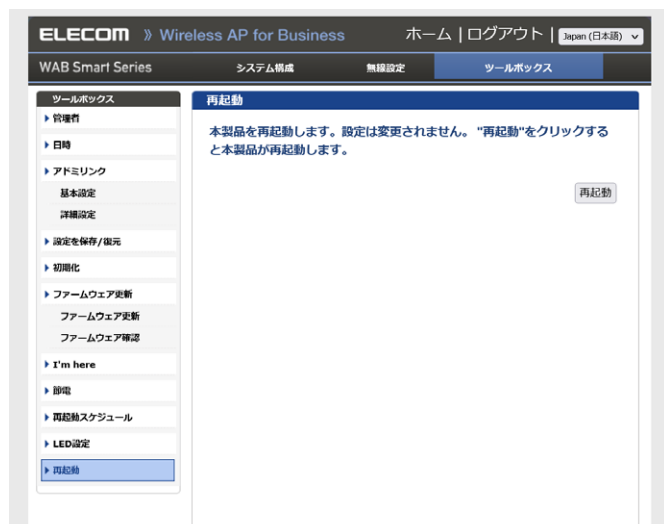 ELECOM » Wireless AP for Business
ホーム | ログアウト | Japan (日本語)
WAB Smart Series
システム構成
無線設定
ツールボックス
ツールボックス
管理者
日時
アドミリンク
基本設定
詳細設定
設定を保存/復元
初期化
ファームウェア更新
ファームウェア更新
ファームウェア確認
I'm here
節電
再起動スケジュール
LED設定
再起動
再起動
本製品を再起動します。設定は変更されません。 "再起動"をクリックする
と本製品が再起動します。
再起動